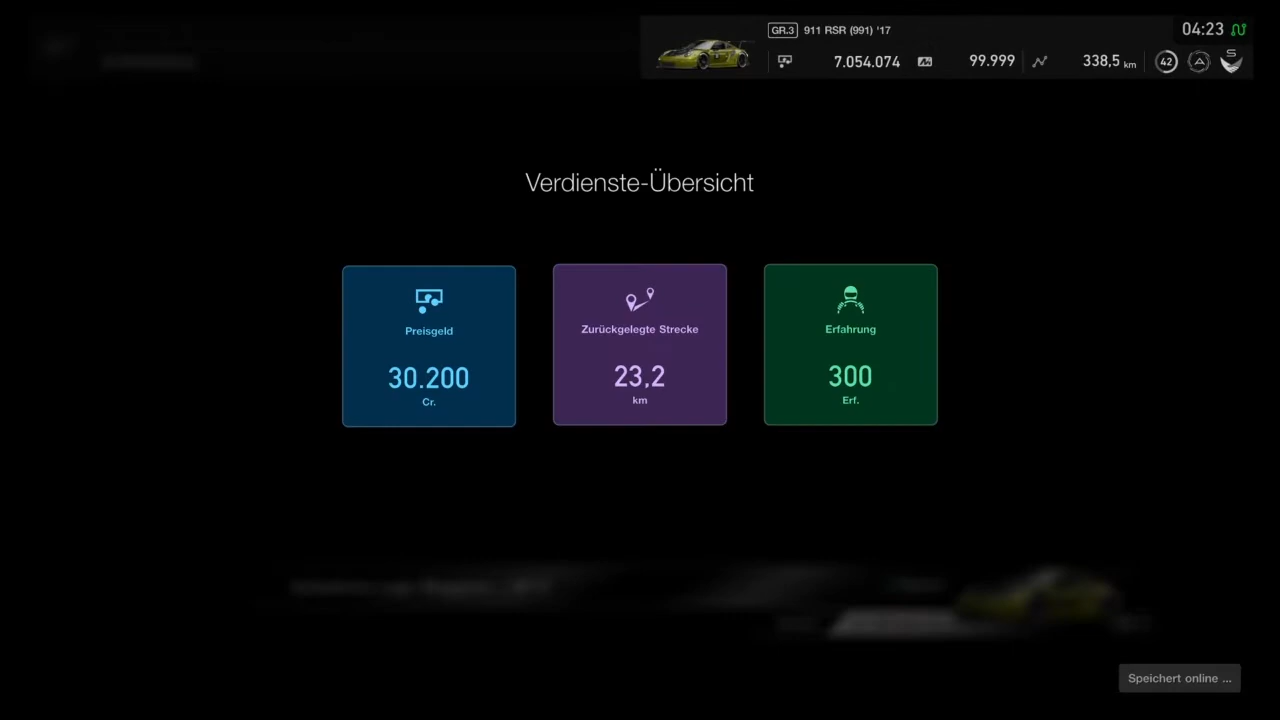 GR.3 911 RSR (991) '17
04:23
7.054.074 99.999 338,5 km 42 S
Verdienste-Übersicht
Preisgeld
30.200
Cr.
Zurückgelegte Strecke
23,2
km
Erfahrung
300
Erf.
Speichert online ...